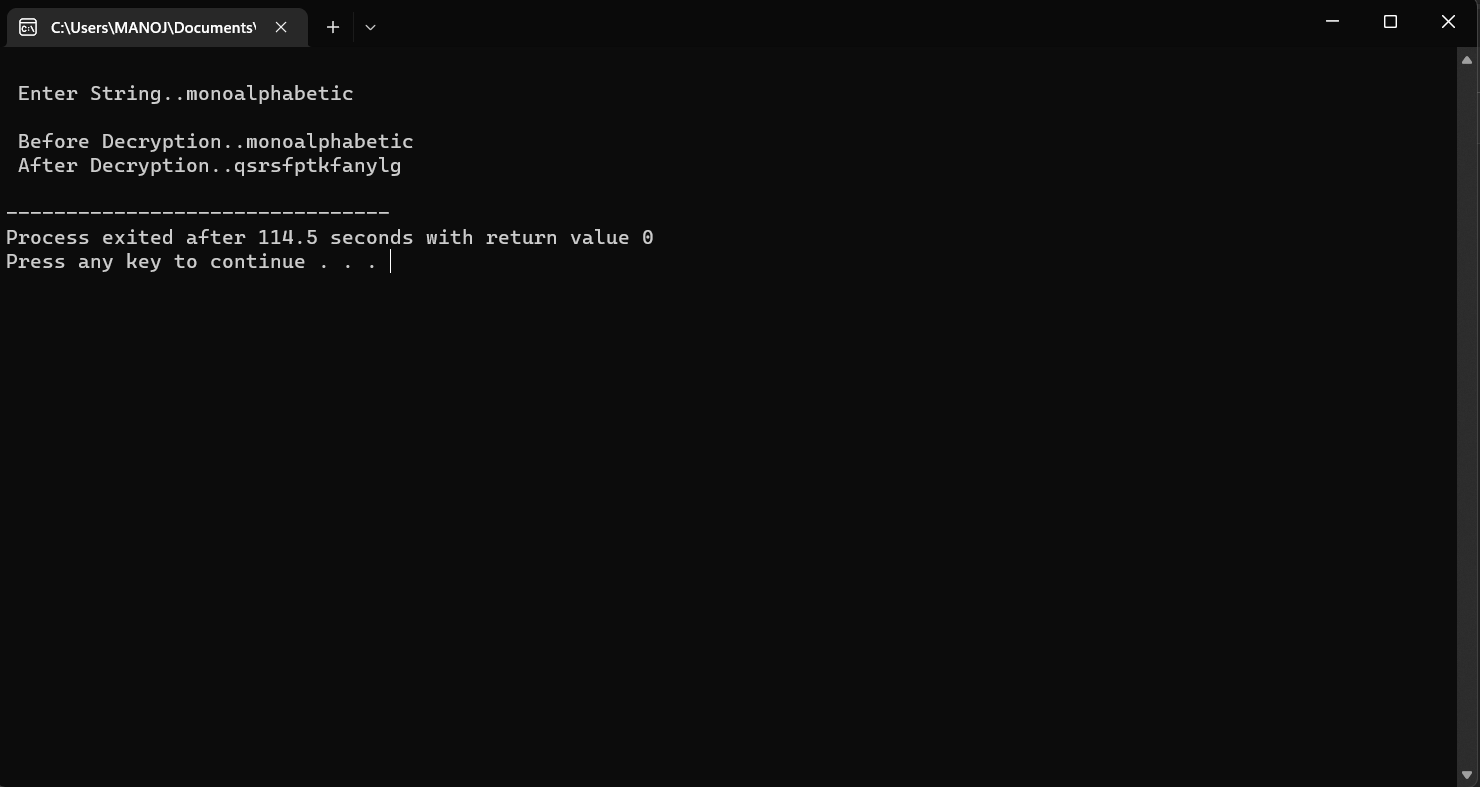 C:\Users\MANOJ\Documents\
Enter String..monoalphabetic
Before Decryption..monoalphabetic
After Decryption..qsrsfptkfanylg
--------------------------------
Process exited after 114.5 seconds with return value 0
Press any key to continue . . .